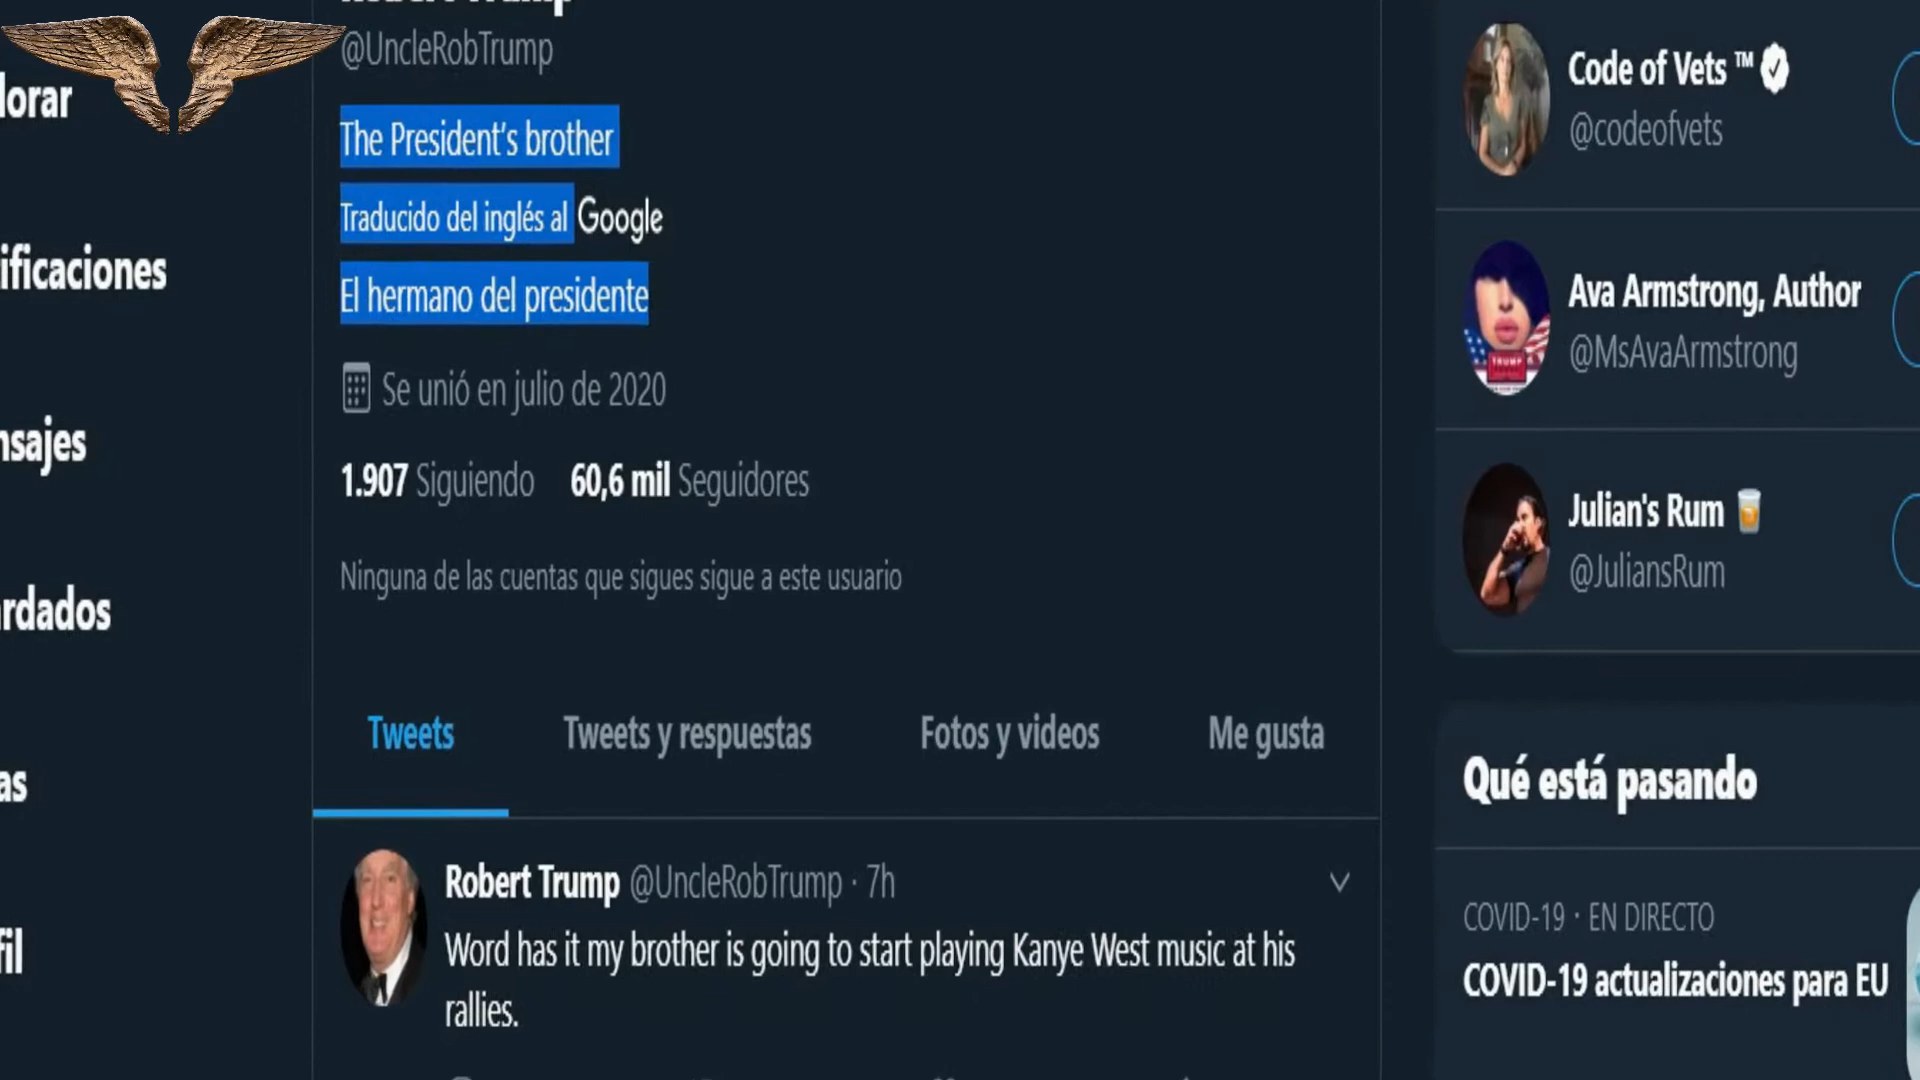 lorar
ificaciones
nsajes
ardados
as
fil
Robert Trump
@UncleRobTrump
The President's brother
Traducido del inglés al Google
El hermano del presidente
Se unió en julio de 2020
1.907 Siguiendo 60,6 mil Seguidores
Ninguna de las cuentas que sigues sigue a este usuario
Tweets Tweets y respuestas Fotos y videos Me gusta
Robert Trump @UncleRobTrump · 7h
Word has it my brother is going to start playing Kanye West music at his
rallies.
Code of Vets ™
@codeofvets
Ava Armstrong, Author
@MsAvaArmstrong
TRUMP
Julian's Rum
@JuliansRum
Qué está pasando
COVID-19 · EN DIRECTO
COVID-19 actualizaciones para EU